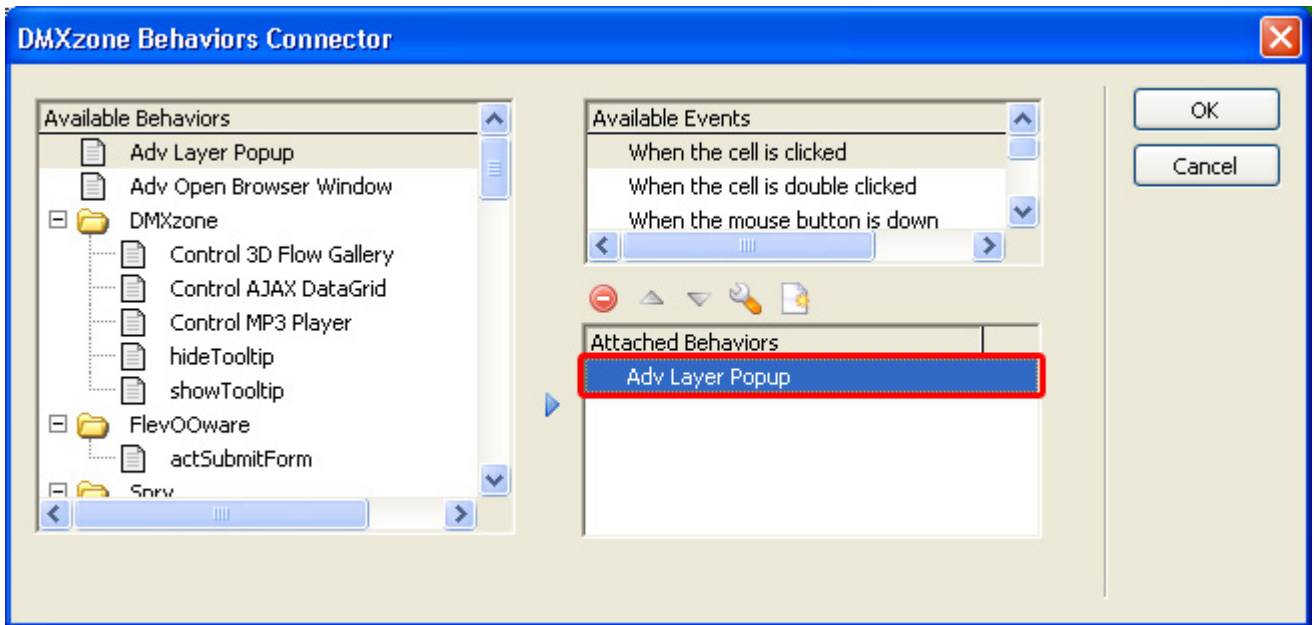 DMXzone Behaviors Connector
Available Behaviors
Adv Layer Popup
Adv Open Browser Window
DMXzone
Control 3D Flow Gallery
Control AJAX DataGrid
Control MP3 Player
hideTooltip
showTooltip
FlevOOware
actSubmitForm
Spry
Available Events
When the cell is clicked
When the cell is double clicked
When the mouse button is down
Attached Behaviors
Adv Layer Popup
OK
Cancel